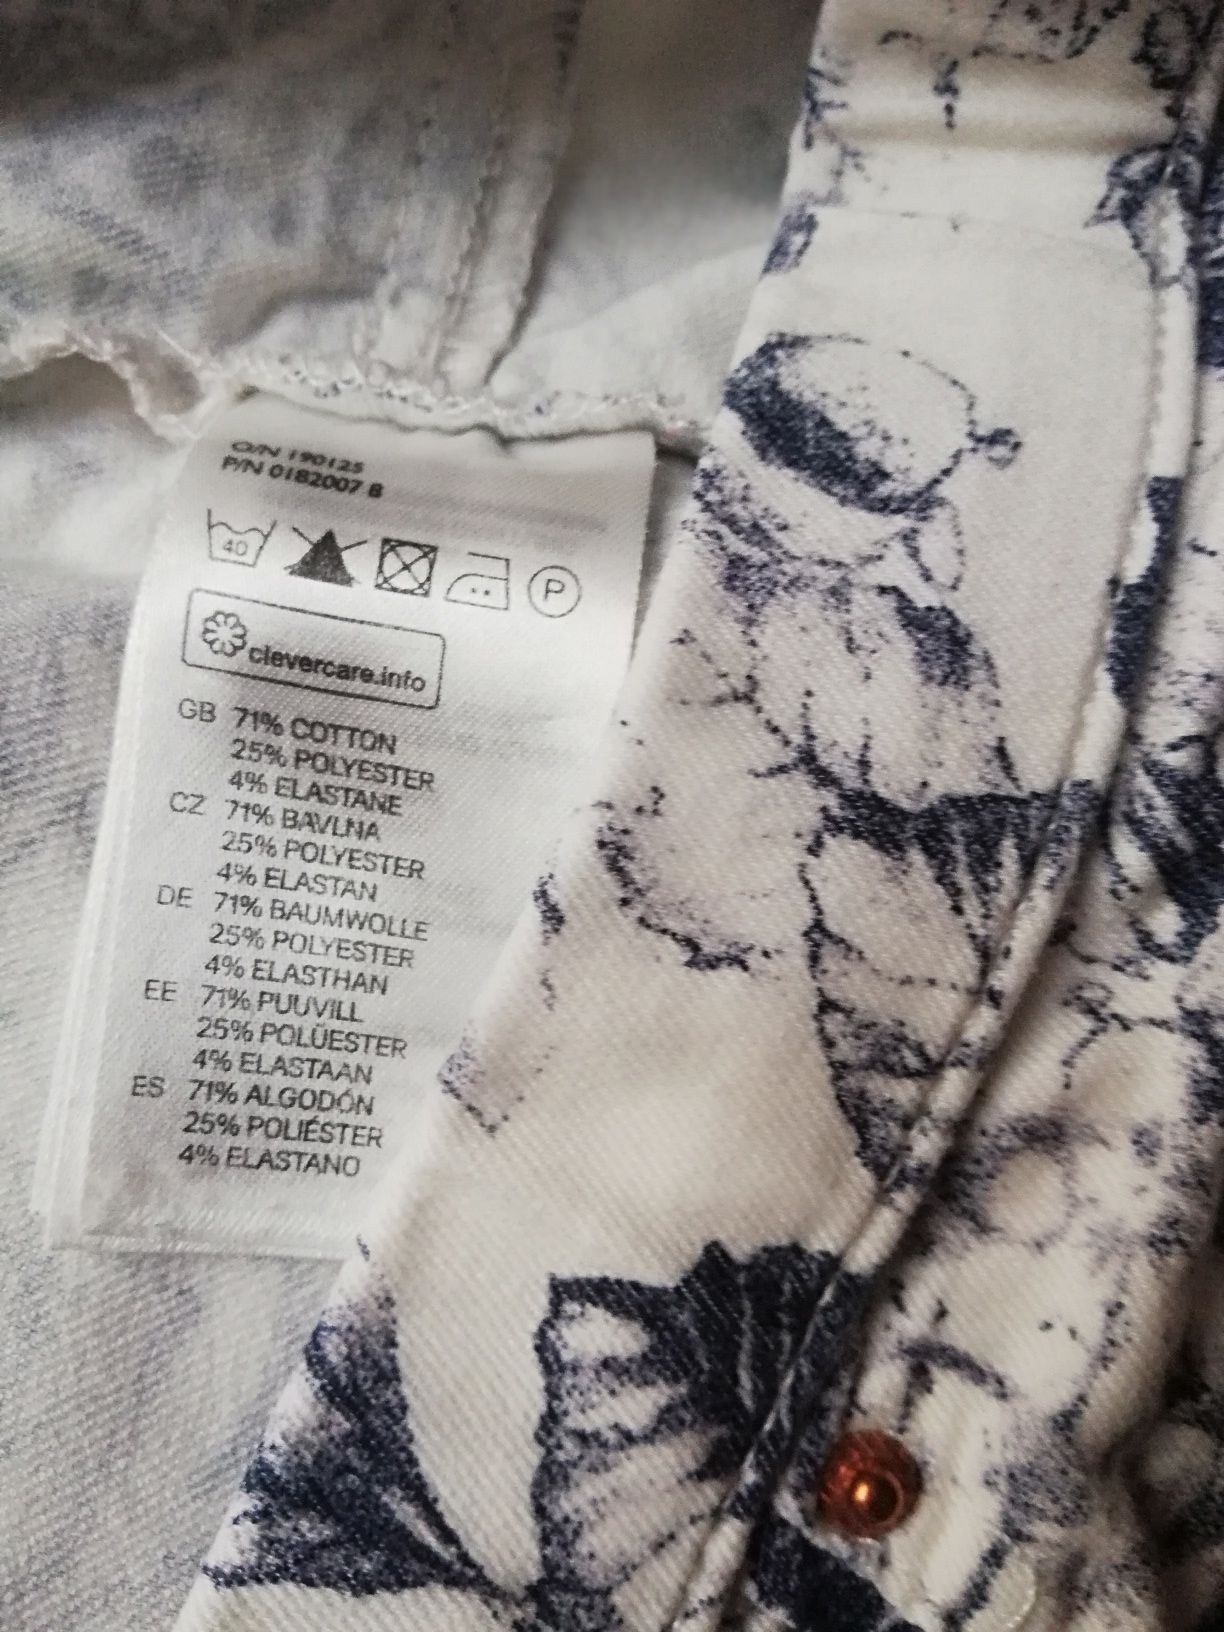 O/N 190125
P/N 0182007 B
40
P
clevercare.info
GB 71% COTTON
25% POLYESTER
4% ELASTANE
CZ 71% BAVLNA
25% POLYESTER
4% ELASTAN
DE 71% BAUMWOLLE
25% POLYESTER
4% ELASTHAN
EE 71% PUUVILL
25% POLÜESTER
4% ELASTAAN
ES 71% ALGODÓN
25% POLIÉSTER
4% ELASTANO